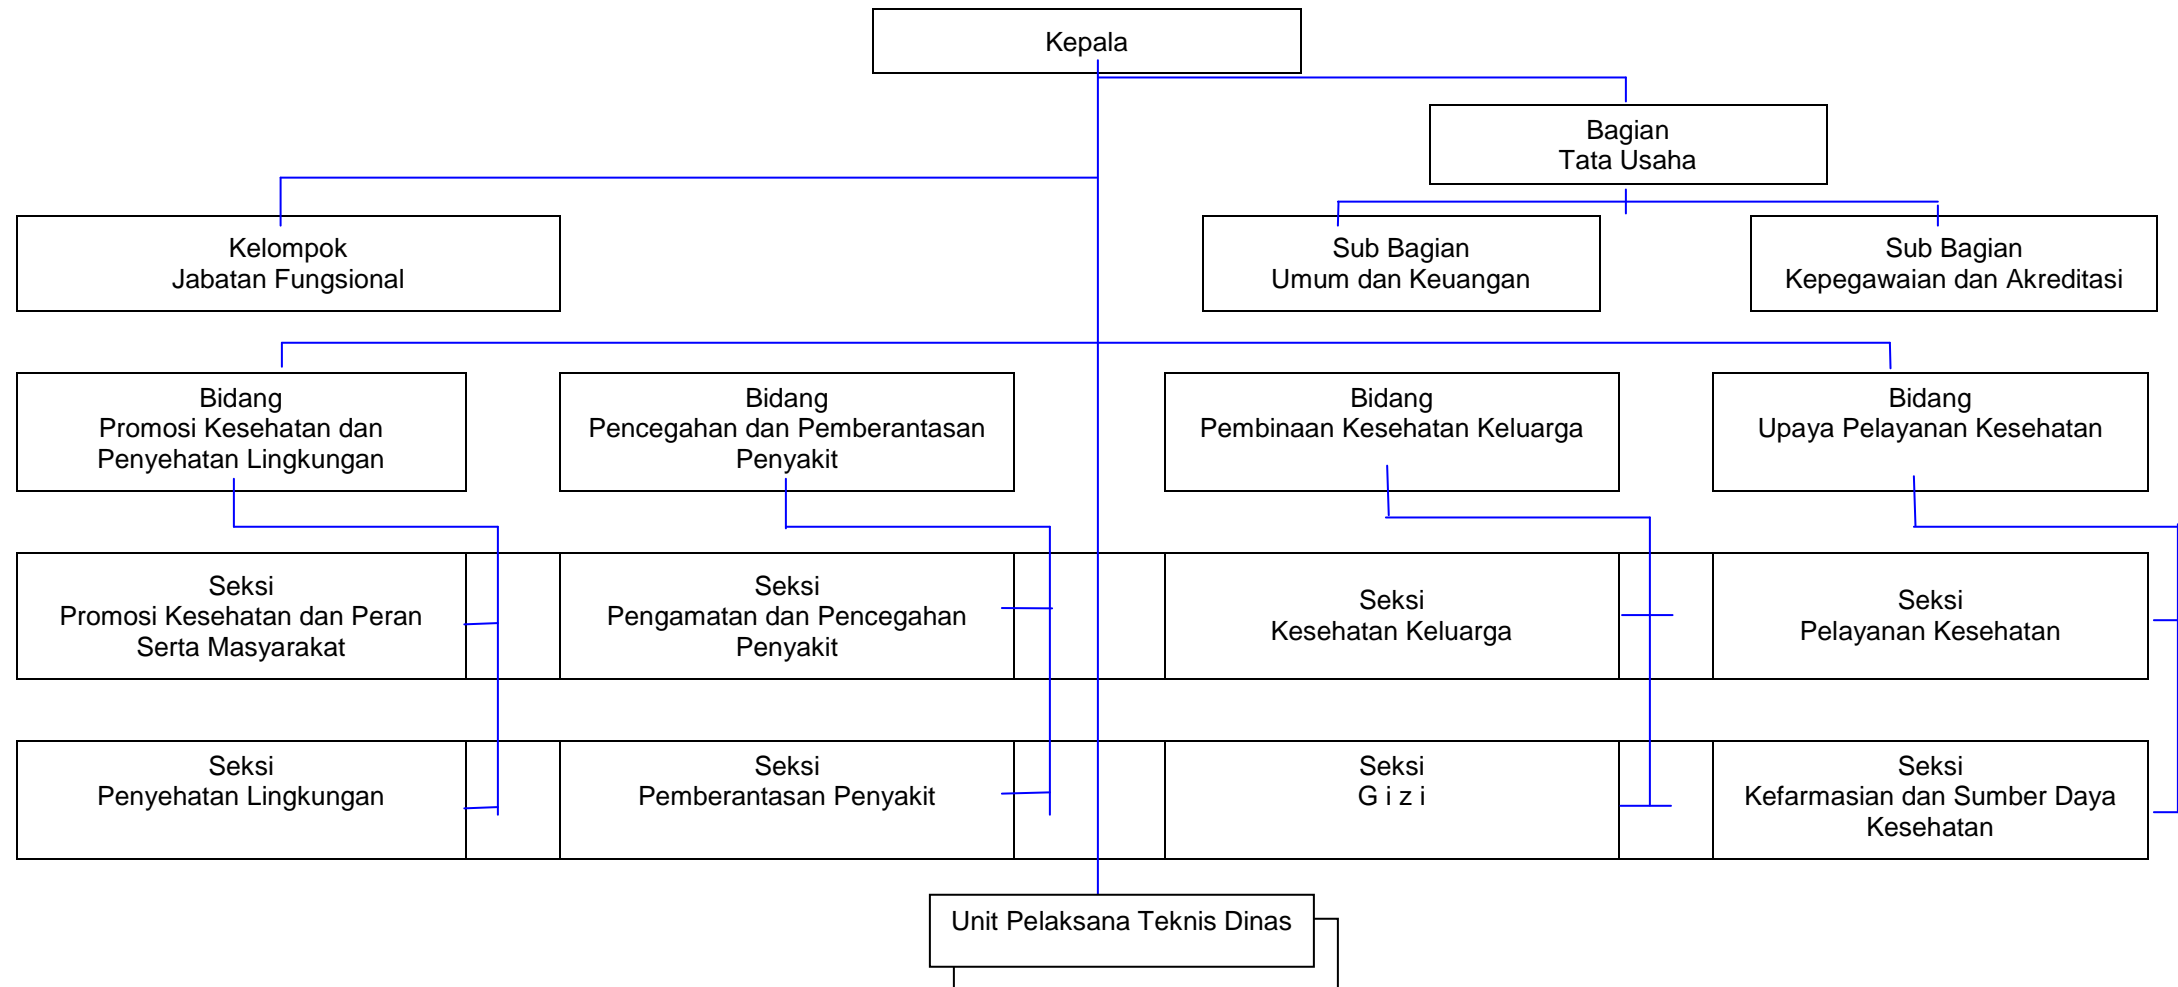 Kepala
Bagian
Tata Usaha
Kelompok
Jabatan Fungsional
Sub Bagian
Umum dan Keuangan
Sub Bagian
Kepegawaian dan Akreditasi
Bidang
Promosi Kesehatan dan
Penyehatan Lingkungan
Bidang
Pencegahan dan Pemberantasan
Penyakit
Bidang
Pembinaan Kesehatan Keluarga
Bidang
Upaya Pelayanan Kesehatan
Seksi
Promosi Kesehatan dan Peran
Serta Masyarakat
Seksi
Pengamatan dan Pencegahan
Penyakit
Seksi
Kesehatan Keluarga
Seksi
Pelayanan Kesehatan
Seksi
Penyehatan Lingkungan
Seksi
Pemberantasan Penyakit
Seksi
G i z i
Seksi
Kefarmasian dan Sumber Daya
Kesehatan
Unit Pelaksana Teknis Dinas